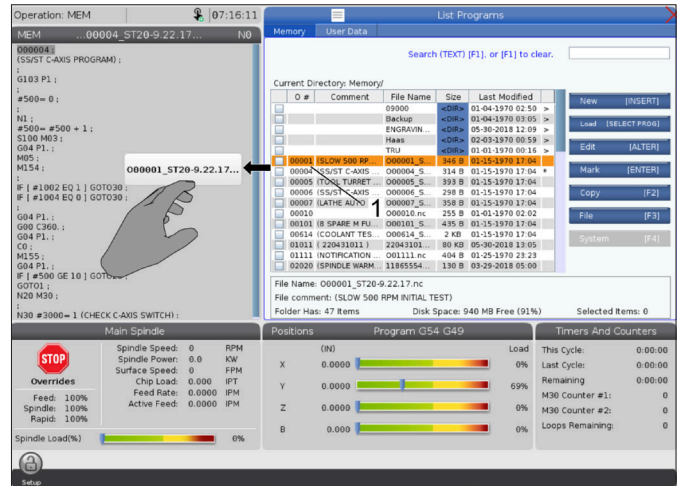 Operation: MEM
07:16:11
List Programs
MEM ...00004_ST20-9.22.17... N0
O00004 ;
(SS/ST C-AXIS PROGRAM) ;
;
G103 P1 ;
;
#500= 0 ;
;
N1 ;
#500= #500 + 1 ;
S100 M03 ;
G04 P1. ;
M05 ;
M154 ;
;
IF [ #1002 EQ 1 ] GOTO30 ;
IF [ #1004 EQ 0 ] GOTO30 ;
;
G04 P1. ;
G00 C360. ;
G04 P1. ;
C0 ;
M155 ;
G04 P1. ;
IF [ #500 GE 10 ] GOTO20 ;
GOTO1 ;
N20 M30 ;
;
N30 #3000= 1 (CHECK C-AXIS SWITCH) ;
O00001_ST20-9.22.17...
Memory User Data
Search (TEXT) [F1], or [F1] to clear.
Current Directory: Memory/
O # Comment File Name Size Last Modified
09000 <DIR> 01-04-1970 02:50 >
Backup <DIR> 01-04-1970 03:05 >
ENGRAVIN... <DIR> 05-30-2018 12:09 >
Haas <DIR> 02-03-1970 00:59 >
TRU <DIR> 01-01-1970 00:16 >
00001 (SLOW 500 RP... O00001_S... 346 B 01-15-1970 17:04
00004 (SS/ST C-AXIS ... O00004_S... 314 B 01-15-1970 17:04 *
00005 (TOOL TURRET ... O00005_S... 393 B 01-15-1970 17:04
00006 (SS/ST C-AXIS ... O00006_S... 298 B 01-15-1970 17:04
00007 (LATHE AUTO O00007_S... 358 B 01-15-1970 17:04
00010 O00010.nc 255 B 01-01-1970 02:02
00101 (8 SPARE M FU... O00101_S... 435 B 01-15-1970 17:04
00614 (COOLANT TES... O00614_S... 2 KB 01-15-1970 17:04
01011 ( 220431011 ) 22043101... 80 KB 05-30-2018 13:05
01111 (NOTIFICATION ... O01111.nc 404 B 01-25-1970 23:23
02020 (SPINDLE WARM... 11865554... 130 B 03-29-2018 05:00
1
New [INSERT]
Load [SELECT PROG]
Edit [ALTER]
Mark [ENTER]
Copy [F2]
File [F3]
System [F4]
File Name: O00001_ST20-9.22.17.nc
File comment: (SLOW 500 RPM INITIAL TEST)
Folder Has: 47 Items Disk Space: 940 MB Free (91%) Selected Items: 0
Main Spindle
STOP
Overrides
Feed: 100%
Spindle: 100%
Rapid: 100%
Spindle Speed: 0 RPM
Spindle Power: 0.0 KW
Surface Speed: 0 FPM
Chip Load: 0.000 IPT
Feed Rate: 0.0000 IPM
Active Feed: 0.0000 IPM
Spindle Load(%) 0%
Positions Program G54 G49
(IN) Load
X 0.0000 0%
Y 0.0000 69%
Z 0.0000 0%
B 0.000 0%
Timers And Counters
This Cycle: 0:00:00
Last Cycle: 0:00:00
Remaining 0:00:00
M30 Counter #1: 0
M30 Counter #2: 0
Loops Remaining: 0
Setup